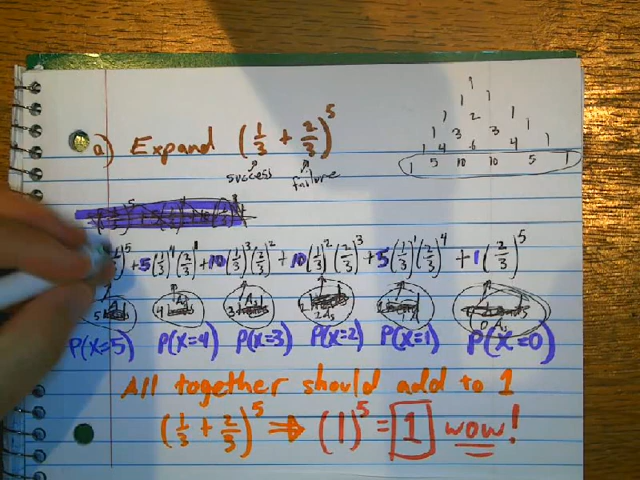 1
1 1
1 2 1
1 3 3 1
1 4 6 4 1
1 5 10 10 5 1
a) Expand (1/3 + 2/3)^5
success failure
)^5 + 5(1/3)^4(2/3)^1 + 10(1/3)^3(2/3)^2 + 10(1/3)^2(2/3)^3 + 5(1/3)^1(2/3)^4 + 1(2/3)^5
P(X=5) P(X=4) P(X=3) P(X=2) P(X=1) P(X=0)
All together should add to 1
(1/3 + 2/3)^5 ⇒ (1)^5 = 1 wow!